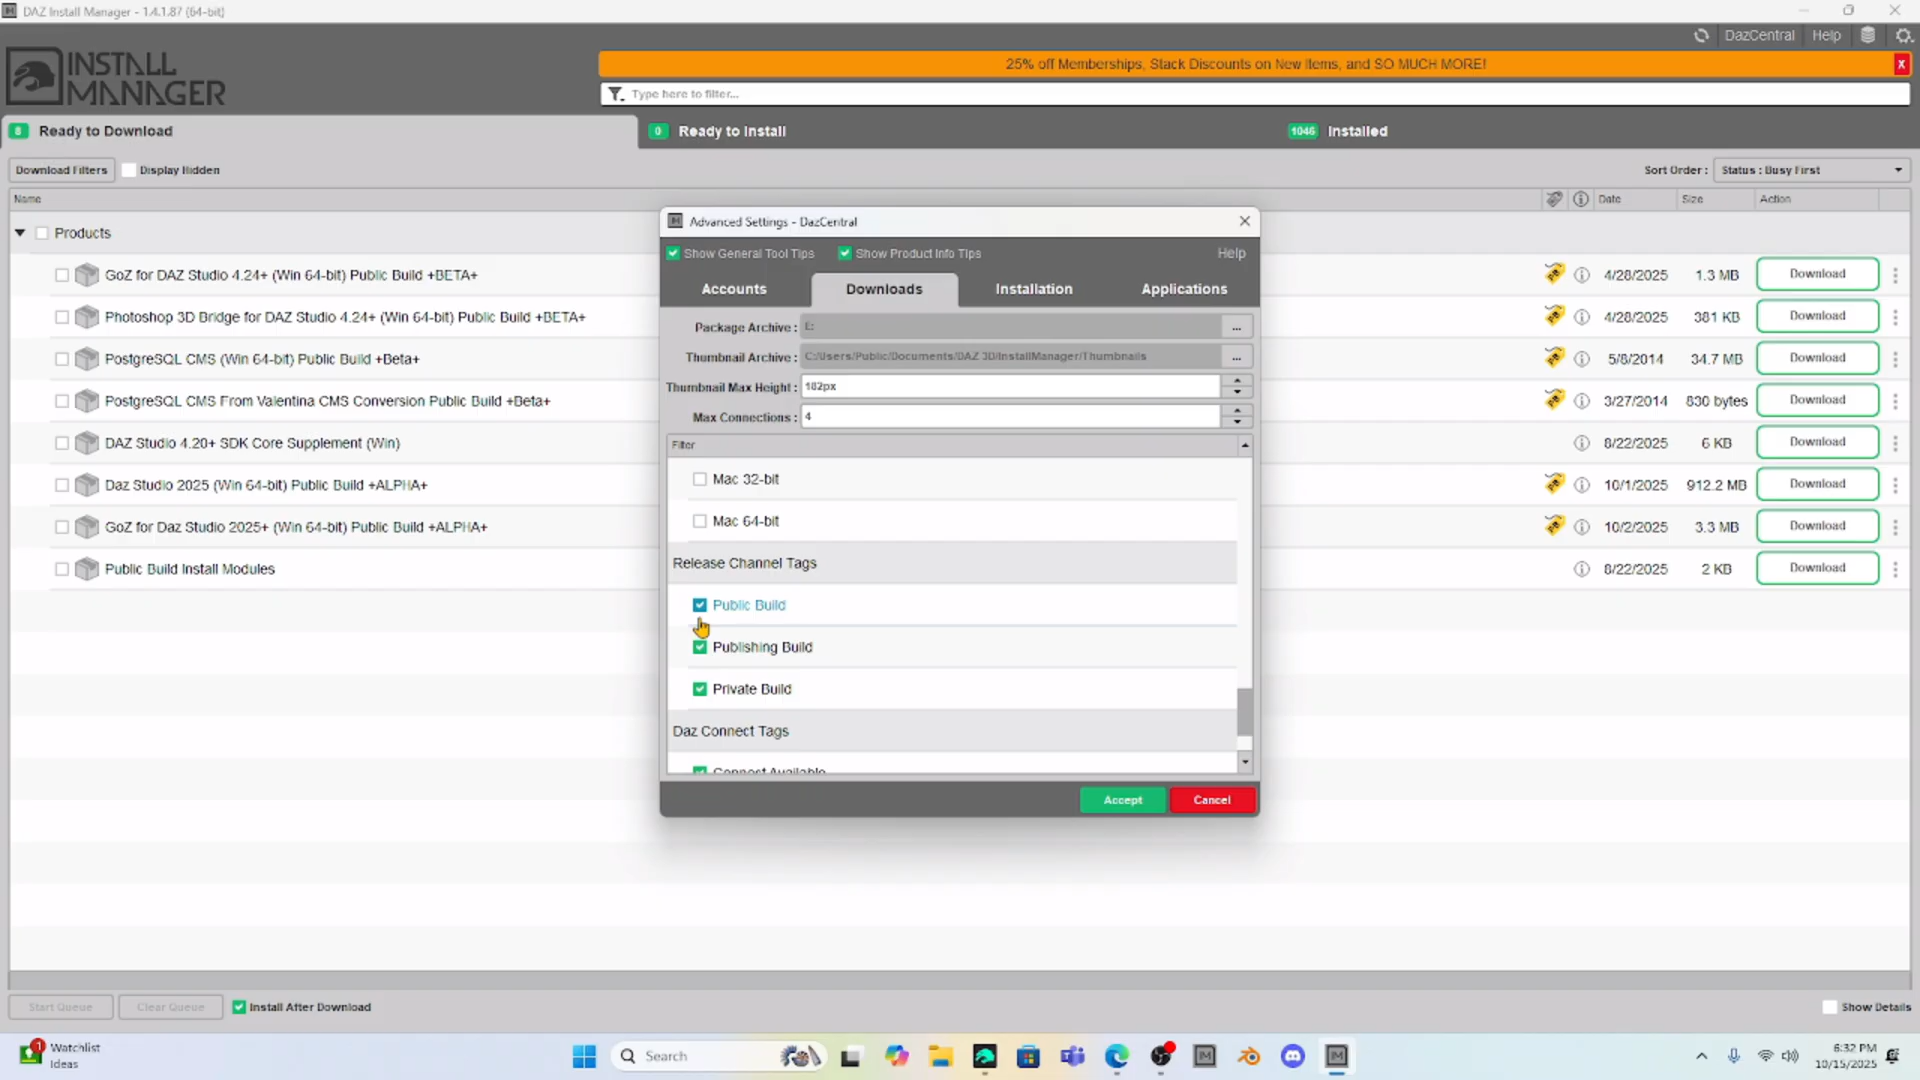 DAZ Install Manager - 1.4.1.87 (64-bit)
DazCentral Help
INSTALL
MANAGER
25% off Memberships, Stack Discounts on New Items, and SO MUCH MORE!
X
Type here to filter...
8 Ready to Download
0 Ready to Install
1046 Installed
Download Filters Display Hidden Sort Order : Status : Busy First
Name Date Size Action
Products
GoZ for DAZ Studio 4.24+ (Win 64-bit) Public Build +BETA+ 4/28/2025 1.3 MB Download
Photoshop 3D Bridge for DAZ Studio 4.24+ (Win 64-bit) Public Build +BETA+ 4/28/2025 381 KB Download
PostgreSQL CMS (Win 64-bit) Public Build +Beta+ 5/8/2014 34.7 MB Download
PostgreSQL CMS From Valentina CMS Conversion Public Build +Beta+ 3/27/2014 830 bytes Download
DAZ Studio 4.20+ SDK Core Supplement (Win) 8/22/2025 6 KB Download
Daz Studio 2025 (Win 64-bit) Public Build +ALPHA+ 10/1/2025 912.2 MB Download
GoZ for Daz Studio 2025+ (Win 64-bit) Public Build +ALPHA+ 10/2/2025 3.3 MB Download
Public Build Install Modules 8/22/2025 2 KB Download
Advanced Settings - DazCentral
Show General Tool Tips Show Product Info Tips Help
Accounts Downloads Installation Applications
Package Archive : E: ...
Thumbnail Archive : C:/Users/Public/Documents/DAZ 3D/InstallManager/Thumbnails ...
Thumbnail Max Height : 182px
Max Connections : 4
Filter
Mac 32-bit
Mac 64-bit
Release Channel Tags
Public Build
Publishing Build
Private Build
Daz Connect Tags
Connect Available
Accept Cancel
Start Queue Clear Queue Install After Download Show Details
1 Watchlist
Ideas
Search
6:32 PM
10/15/2025